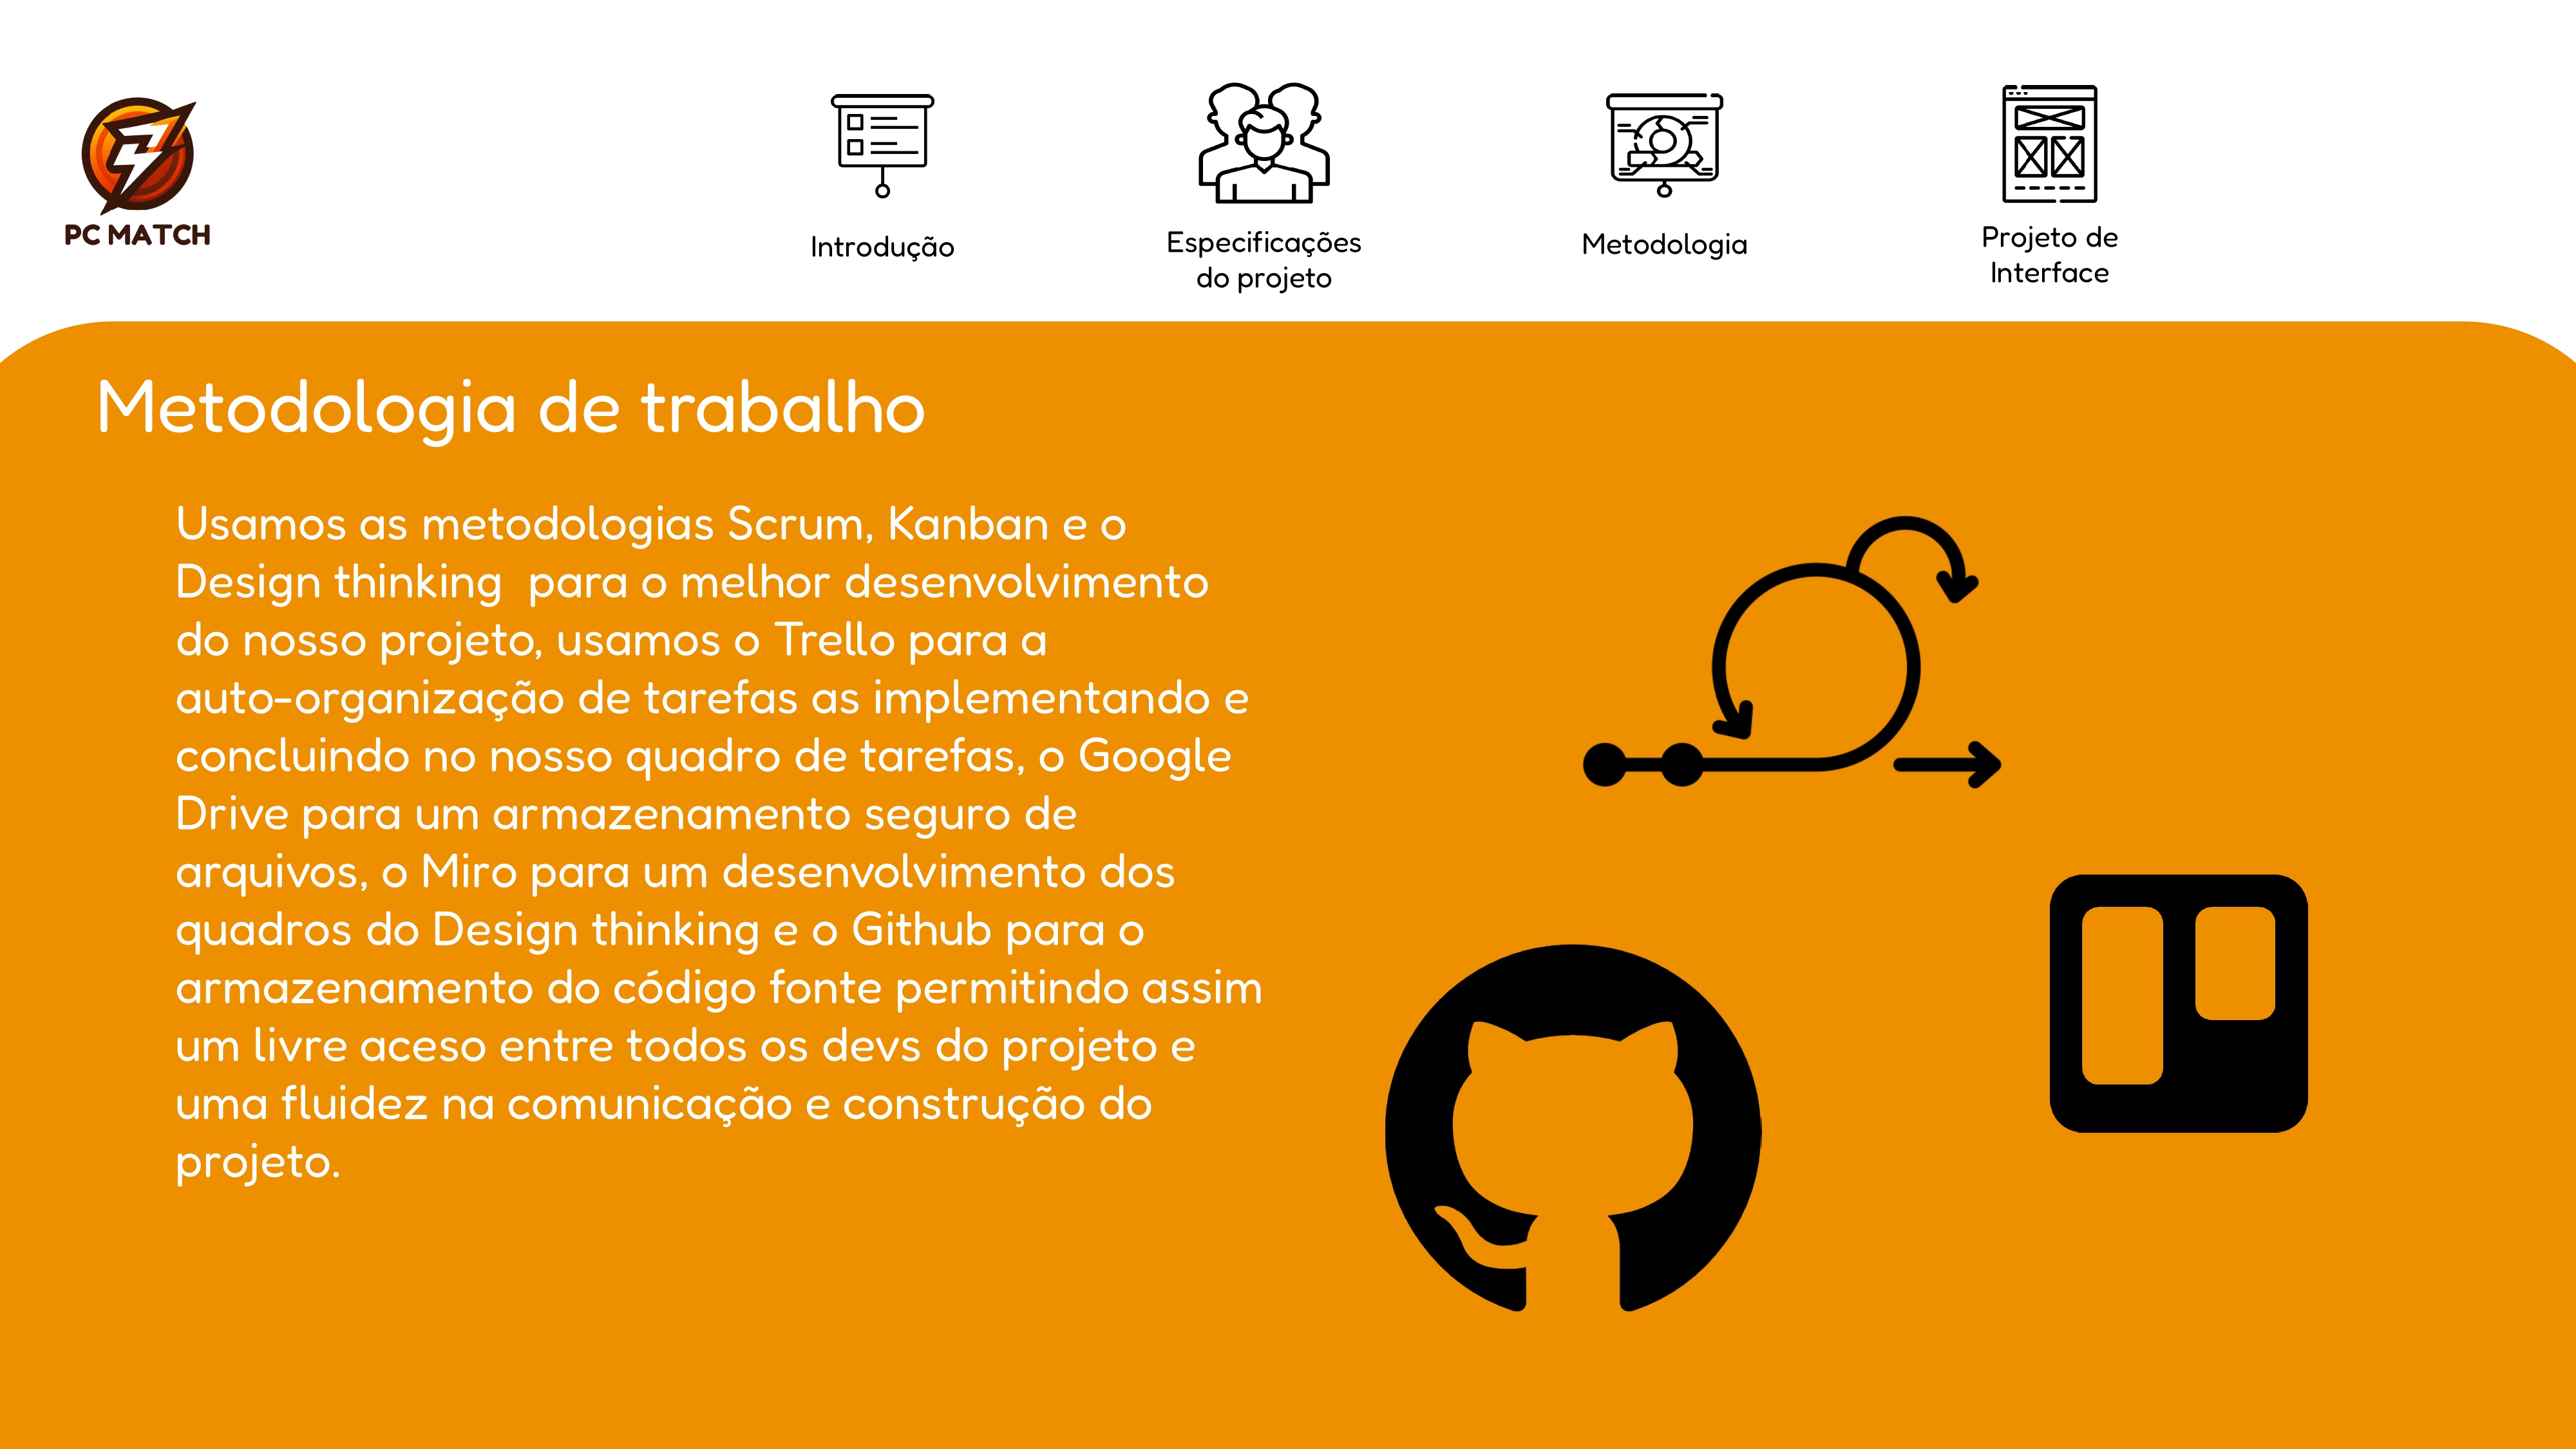 PC MATCH
Introdução
Especificações
do projeto
Metodologia
Projeto de
Interface
Metodologia de trabalho
Usamos as metodologias Scrum, Kanban e o
Design thinking  para o melhor desenvolvimento
do nosso projeto, usamos o Trello para a
auto-organização de tarefas as implementando e
concluindo no nosso quadro de tarefas, o Google
Drive para um armazenamento seguro de
arquivos, o Miro para um desenvolvimento dos
quadros do Design thinking e o Github para o
armazenamento do código fonte permitindo assim
um livre aceso entre todos os devs do projeto e
uma fluidez na comunicação e construção do
projeto.